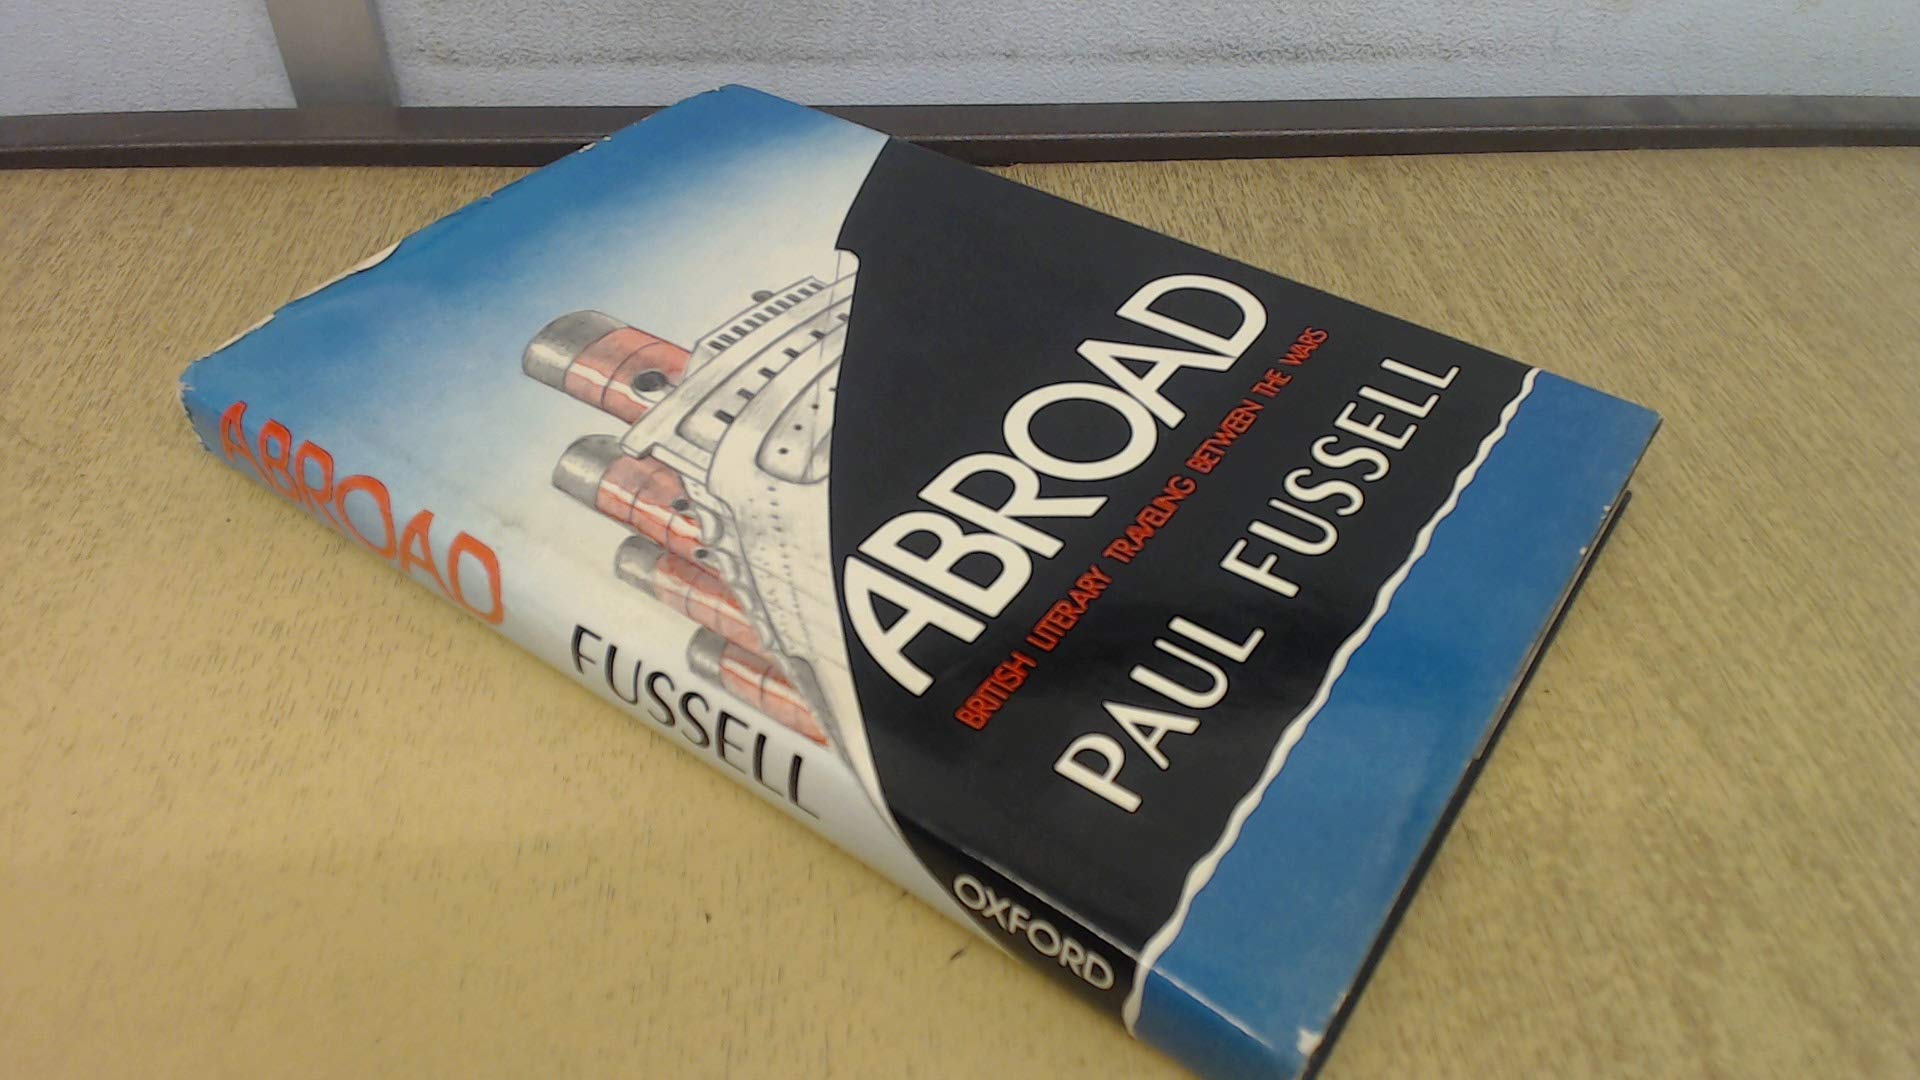 ABROAD
BRITISH LITERARY TRAVELING BETWEEN THE WARS
PAUL FUSSELL
ABROAD
FUSSELL
OXFORD